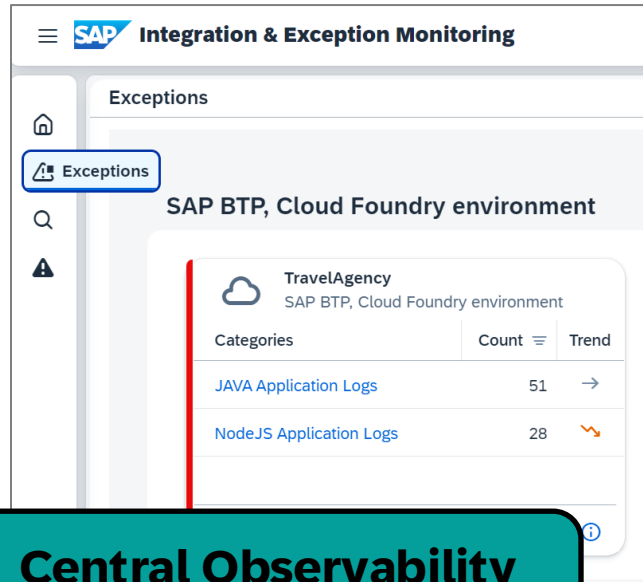 SAP Integration & Exception Monitoring
Exceptions
Exceptions
SAP BTP, Cloud Foundry environment
TravelAgency
SAP BTP, Cloud Foundry environment
Categories Count Trend
JAVA Application Logs 51
NodeJS Application Logs 28
Central Observability